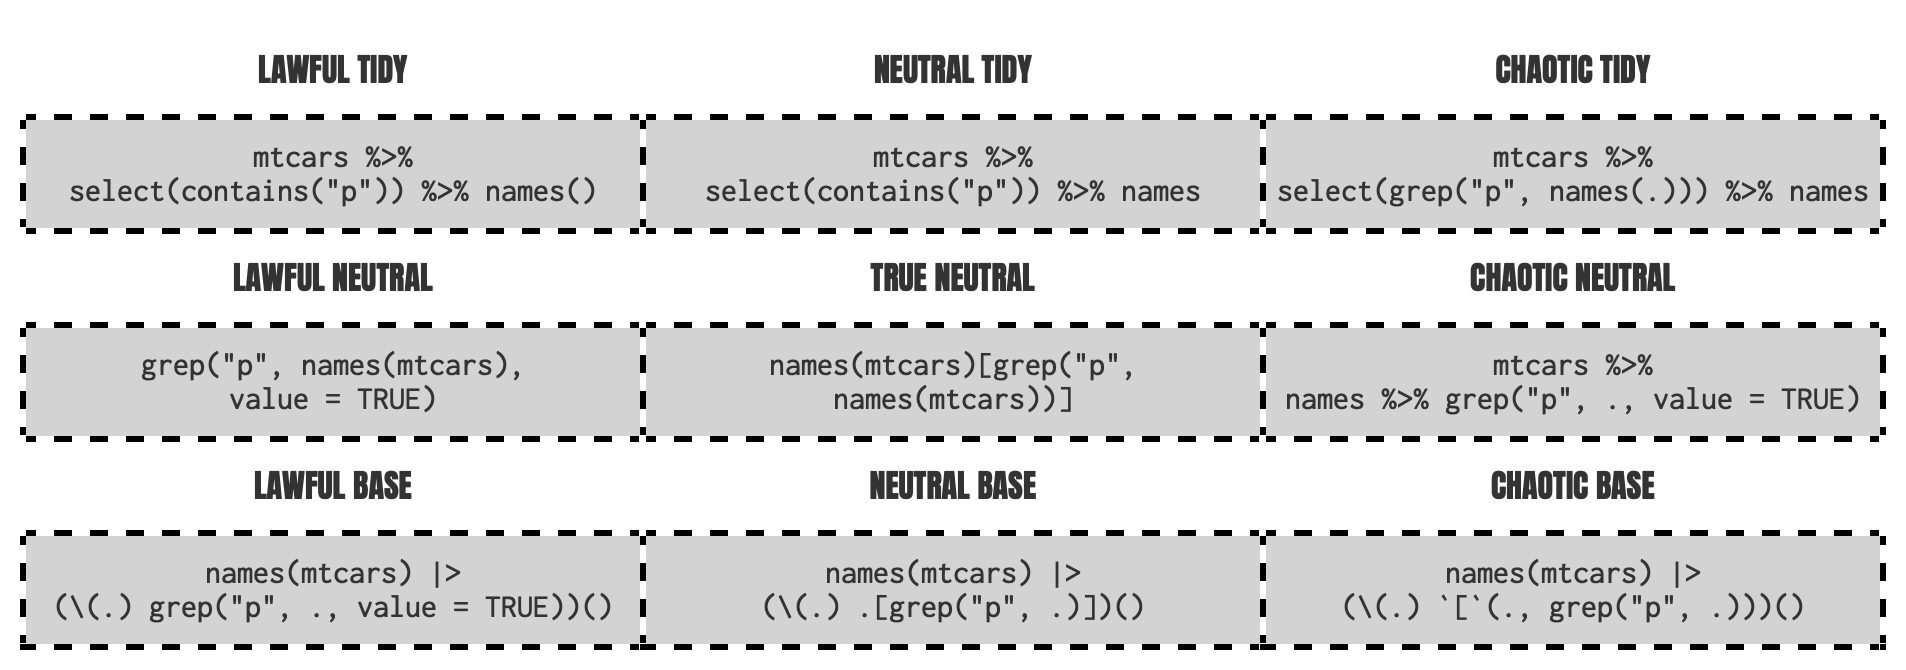 LAWFUL TIDY
NEUTRAL TIDY
CHAOTIC TIDY
mtcars %>%
select(contains("p")) %>% names()
mtcars %>%
select(contains("p")) %>% names
mtcars %>%
select(grep("p", names(.))) %>% names
LAWFUL NEUTRAL
TRUE NEUTRAL
CHAOTIC NEUTRAL
grep("p", names(mtcars),
value = TRUE)
names(mtcars)[grep("p",
names(mtcars))]
mtcars %>%
names %>% grep("p", ., value = TRUE)
LAWFUL BASE
NEUTRAL BASE
CHAOTIC BASE
names(mtcars) |>
(\(.) grep("p", ., value = TRUE))()
names(mtcars) |>
(\(.) .[grep("p", .)])()
names(mtcars) |>
(\(.) `[`(., grep("p", .)))()